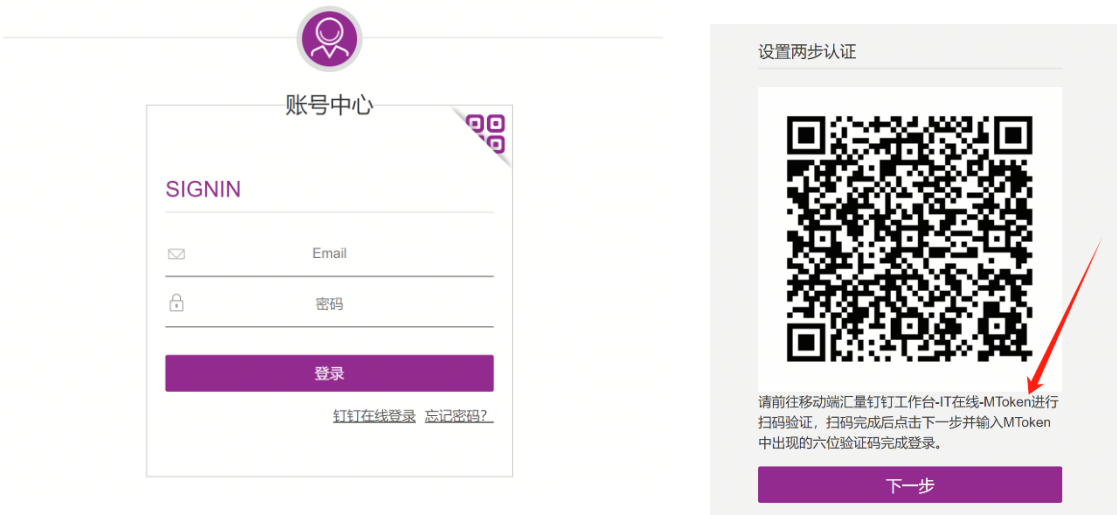 账号中心
SIGNIN
Email
密码
登录
钉钉在线登录 忘记密码？
设置两步认证
请前往移动端汇量钉钉工作台-IT在线-MToken进行
扫码验证，扫码完成后点击下一步并输入MToken
中出现的六位验证码完成登录。
下一步